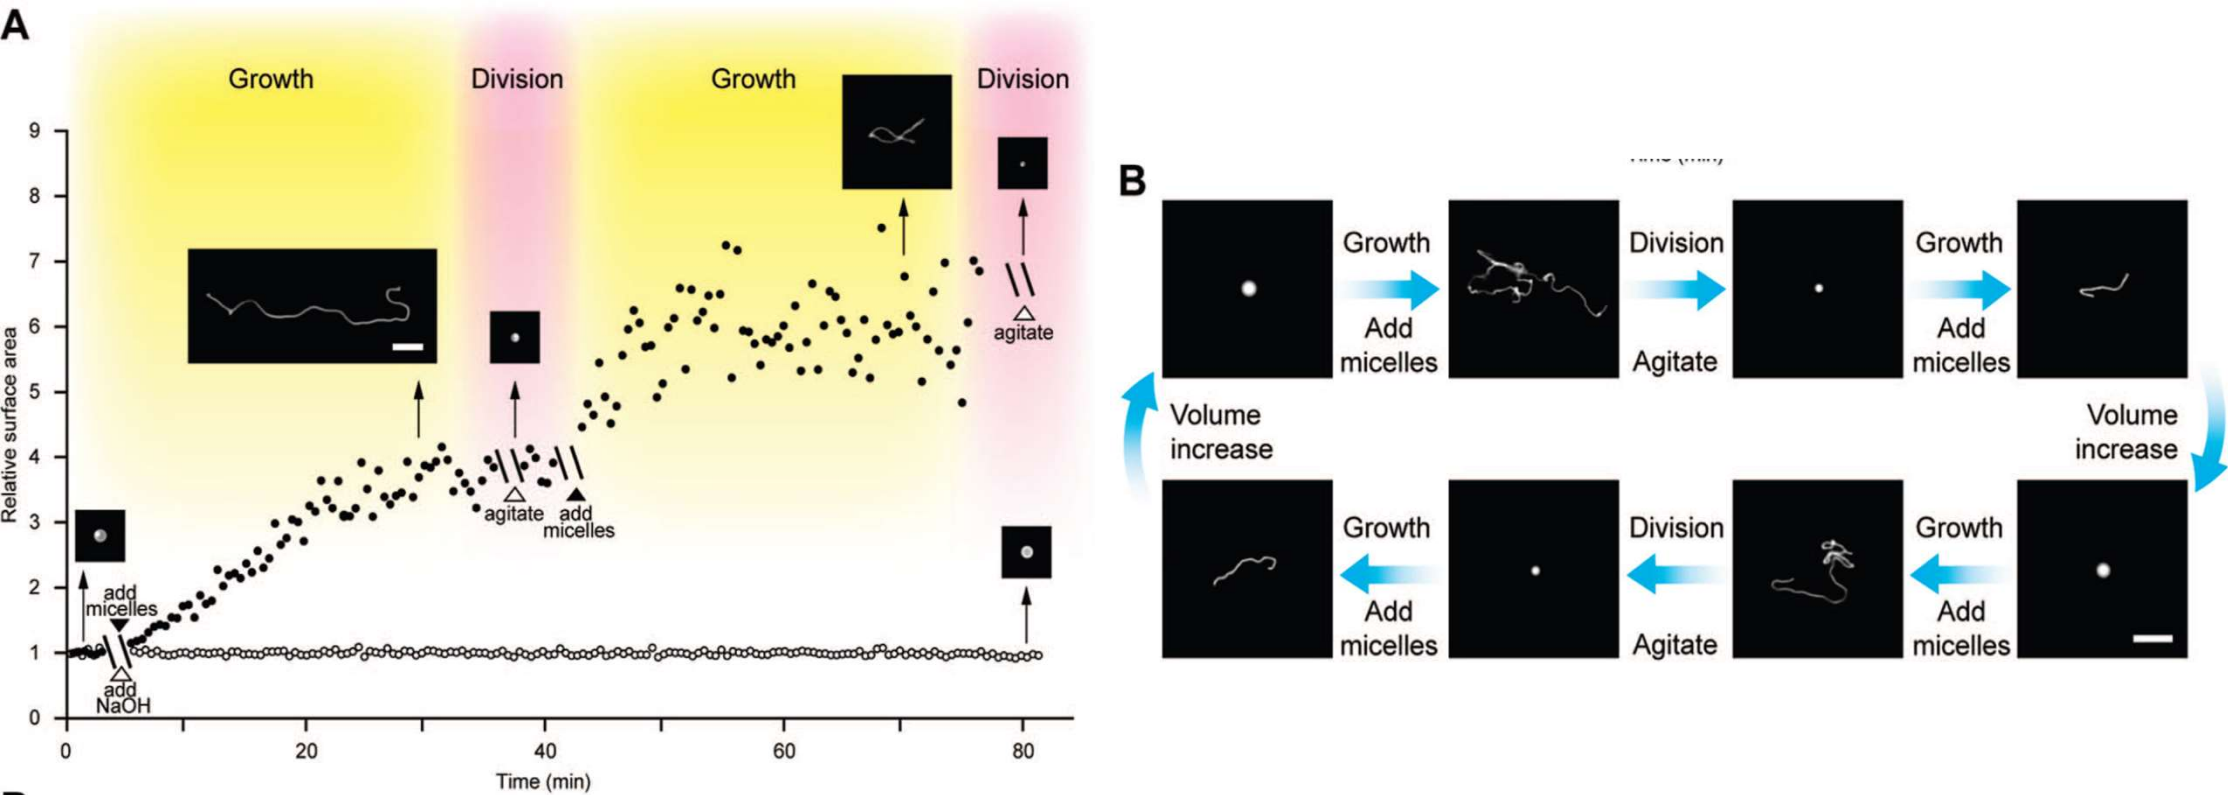 A
Growth
Division
Growth
Division
9
8
7
6
5
4
3
2
1
0
Relative surface area
add
micelles
add
NaOH
agitate
add
micelles
agitate
0
20
40
60
80
Time (min)
B
Growth
Add
micelles
Division
Agitate
Growth
Add
micelles
Volume
increase
Volume
increase
Growth
Add
micelles
Division
Agitate
Growth
Add
micelles